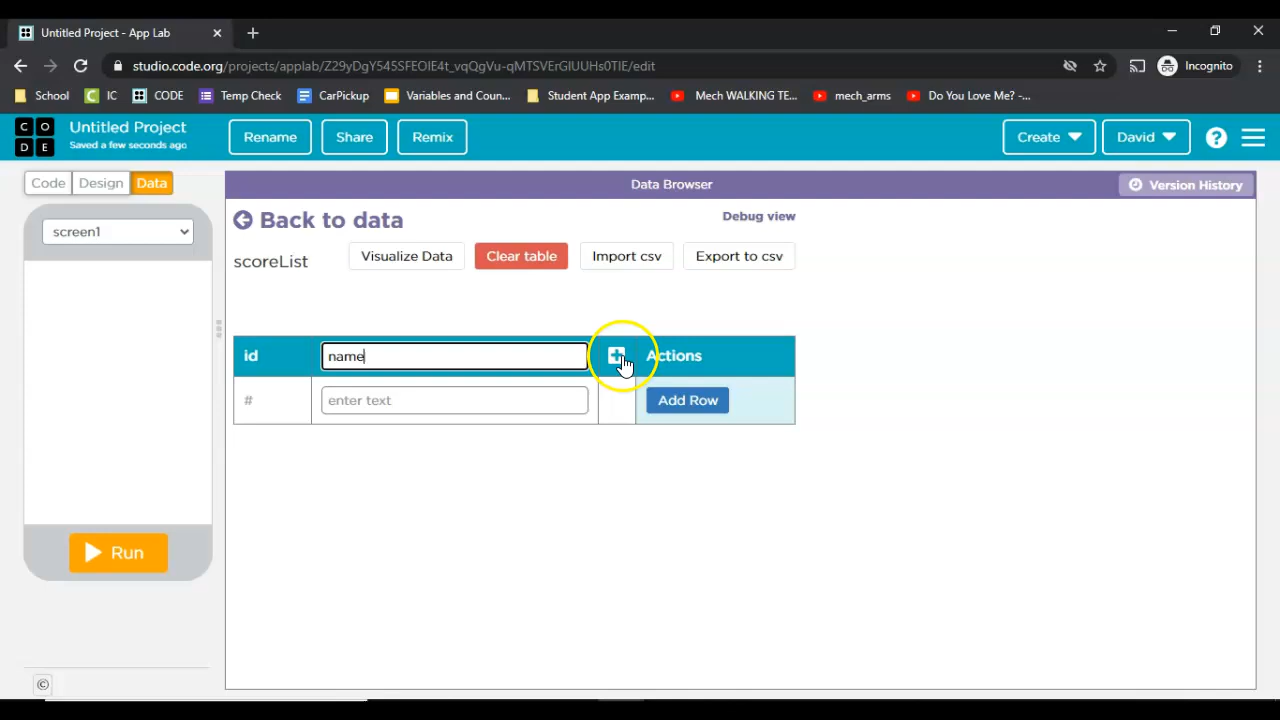 Untitled Project - App Lab
studio.code.org/projects/applab/Z29yDgY545SFEOIE4t_vqQgVu-qMTSVErGlUUHs0TIE/edit
Incognito
School
IC
CODE
Temp Check
CarPickup
Variables and Coun...
Student App Examp...
Mech WALKING TE...
mech_arms
Do You Love Me? -...
C O D E
Untitled Project
Saved a few seconds ago
Rename
Share
Remix
Create
David
?
Code
Design
Data
Data Browser
Version History
screen1
Back to data
Debug view
scoreList
Visualize Data
Clear table
Import csv
Export to csv
id
name
Actions
#
enter text
Add Row
Run
©